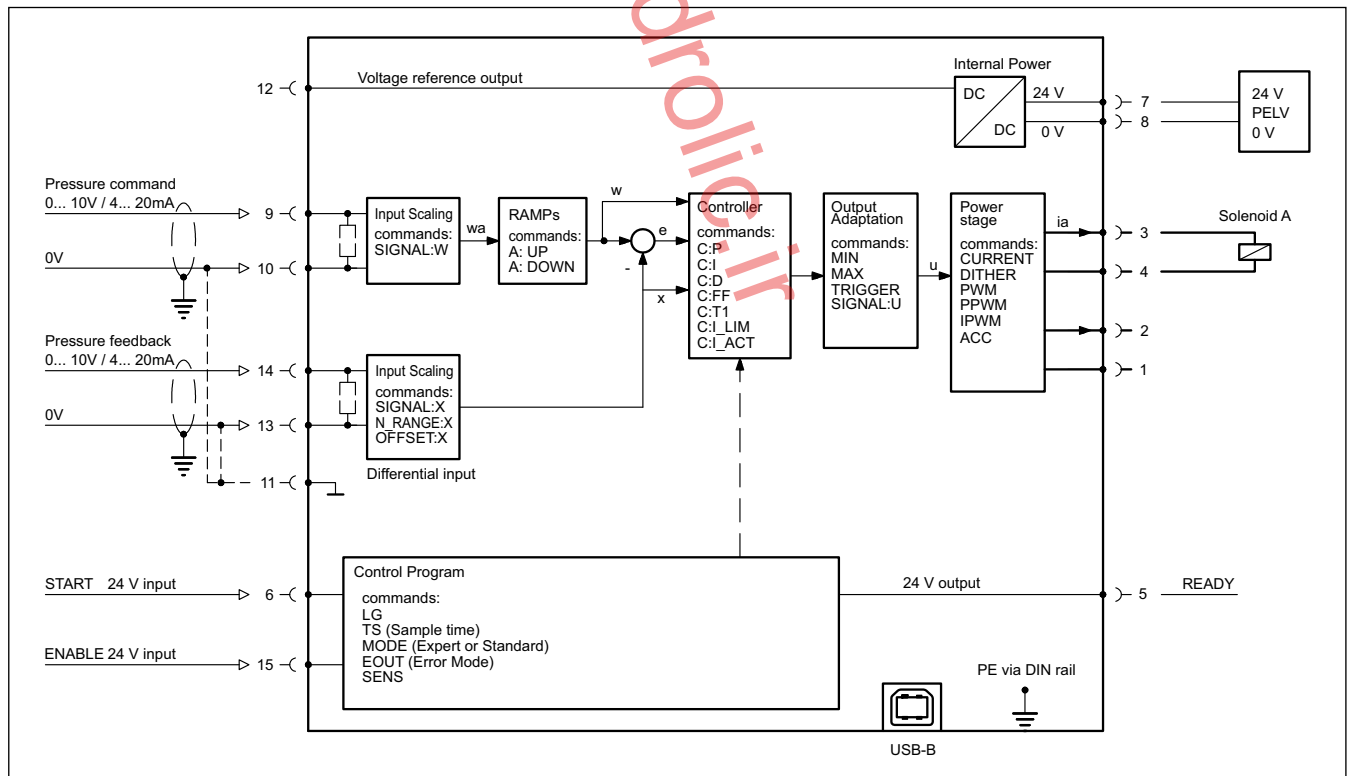 Internal Power
12
Voltage reference output
DC
DC
24 V
0 V
7
8
24 V
PELV
0 V
Pressure command
0... 10V / 4... 20mA
9
0V
10
Input Scaling
commands:
SIGNAL:W
wa
RAMPs
commands:
A: UP
A: DOWN
w
e
-
x
Controller
commands:
C:P
C:I
C:D
C:FF
C:T1
C:I_LIM
C:I_ACT
Output
Adaptation
commands:
MIN
MAX
TRIGGER
SIGNAL:U
u
Power
stage
commands:
CURRENT
DITHER
PWM
PPWM
IPWM
ACC
ia
3
4
2
1
Solenoid A
Pressure feedback
0... 10V / 4... 20mA
14
0V
13
11
Input Scaling
commands:
SIGNAL:X
N_RANGE:X
OFFSET:X
Differential input
START 24 V input
6
ENABLE 24 V input
15
Control Program
commands:
LG
TS (Sample time)
MODE (Expert or Standard)
EOUT (Error Mode)
SENS
24 V output
5
READY
PE via DIN rail
USB-B
drolic.ir